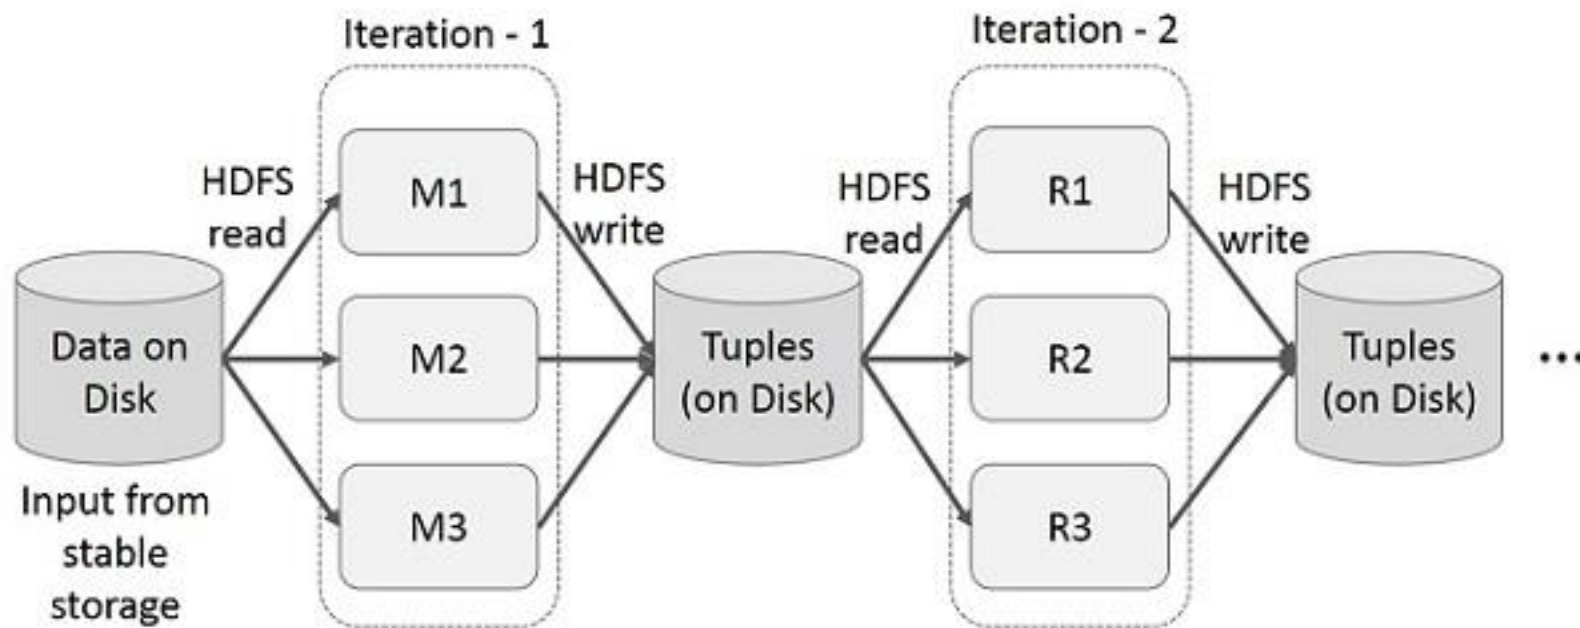 Iteration - 1
Iteration - 2
HDFS
read
M1
HDFS
write
HDFS
read
R1
HDFS
write
Data on
Disk
M2
Tuples
(on Disk)
R2
Tuples
(on Disk)
...
Input from
stable
storage
M3
R3